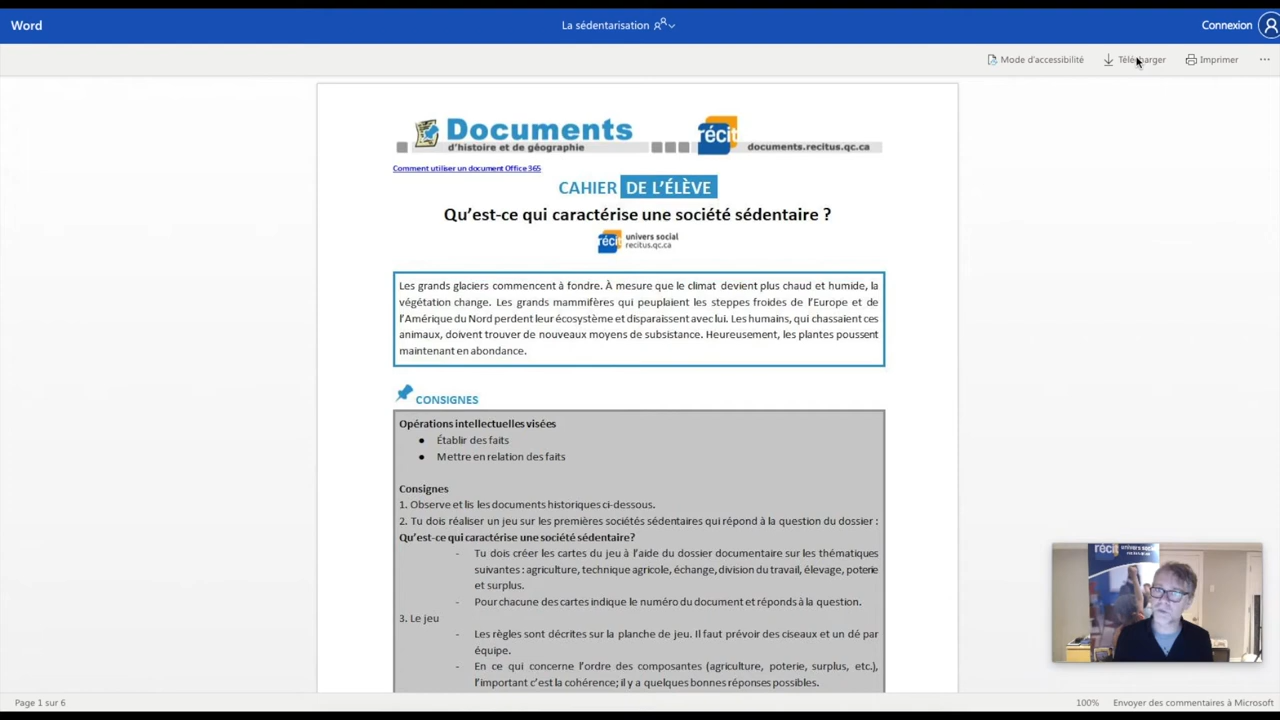 Word
La sédentarisation
Connexion
Mode d'accessibilité
Télécharger
Imprimer
Documents
d'histoire et de géographie
récit
documents.recitus.qc.ca
Comment utiliser un document Office 365
CAHIER DE L'ÉLÈVE
Qu'est-ce qui caractérise une société sédentaire ?
récit
univers social
recitus.qc.ca
Les grands glaciers commencent à fondre. À mesure que le climat devient plus chaud et humide, la
végétation change. Les grands mammifères qui peuplaient les steppes froides de l'Europe et de
l'Amérique du Nord perdent leur écosystème et disparaissent avec lui. Les humains, qui chassaient ces
animaux, doivent trouver de nouveaux moyens de subsistance. Heureusement, les plantes poussent
maintenant en abondance.
CONSIGNES
Opérations intellectuelles visées
● Établir des faits
● Mettre en relation des faits
Consignes
1. Observe et lis les documents historiques ci-dessous.
2. Tu dois réaliser un jeu sur les premières sociétés sédentaires qui répond à la question du dossier :
Qu'est-ce qui caractérise une société sédentaire?
- Tu dois créer les cartes du jeu à l'aide du dossier documentaire sur les thématiques
suivantes : agriculture, technique agricole, échange, division du travail, élevage, poterie
et surplus.
- Pour chacune des cartes indique le numéro du document et réponds à la question.
3. Le jeu
- Les règles sont décrites sur la planche de jeu. Il faut prévoir des ciseaux et un dé par
équipe.
- En ce qui concerne l'ordre des composantes (agriculture, poterie, surplus, etc.),
l'important c'est la cohérence; il y a quelques bonnes réponses possibles.
récit univers social
Page 1 sur 6
100%
Envoyer des commentaires à Microsoft